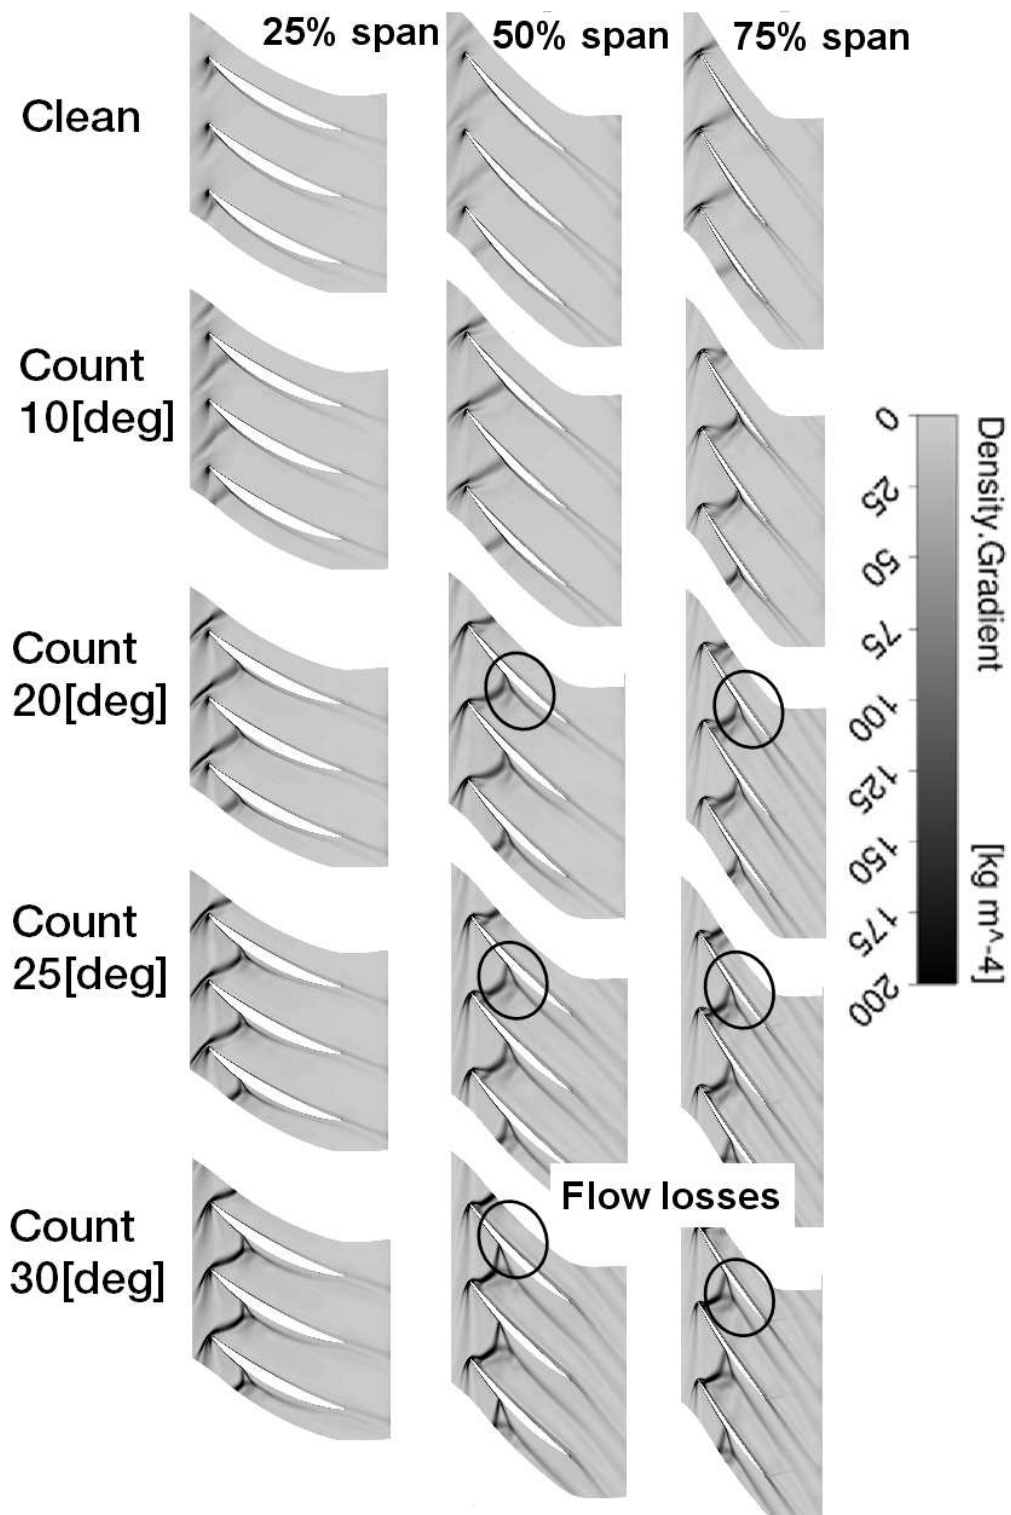 25% span 50% span 75% span
Clean
Count
10[deg]
Count
20[deg]
Count
25[deg]
Flow losses
Count
30[deg]
0
25
50
75
100
125
150
175
200
Density.Gradient
[kg m^-4]